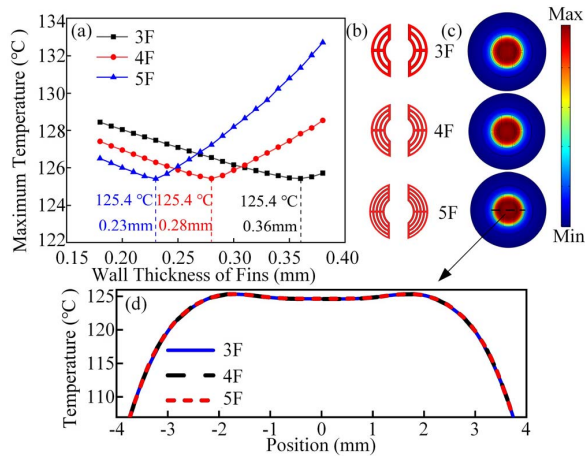 (a)
3F
4F
5F
Maximum Temperature (℃)
134
132
130
128
126
124
122
125.4 ℃
0.23mm
125.4 ℃
0.28mm
125.4 ℃
0.36mm
0.15
0.20
0.25
0.30
0.35
0.40
Wall Thickness of Fins (mm)
(b)
3F
4F
5F
(c)
Max
Min
(d)
Temperature (℃)
125
120
115
110
3F
4F
5F
-4
-3
-2
-1
0
1
2
3
4
Position (mm)